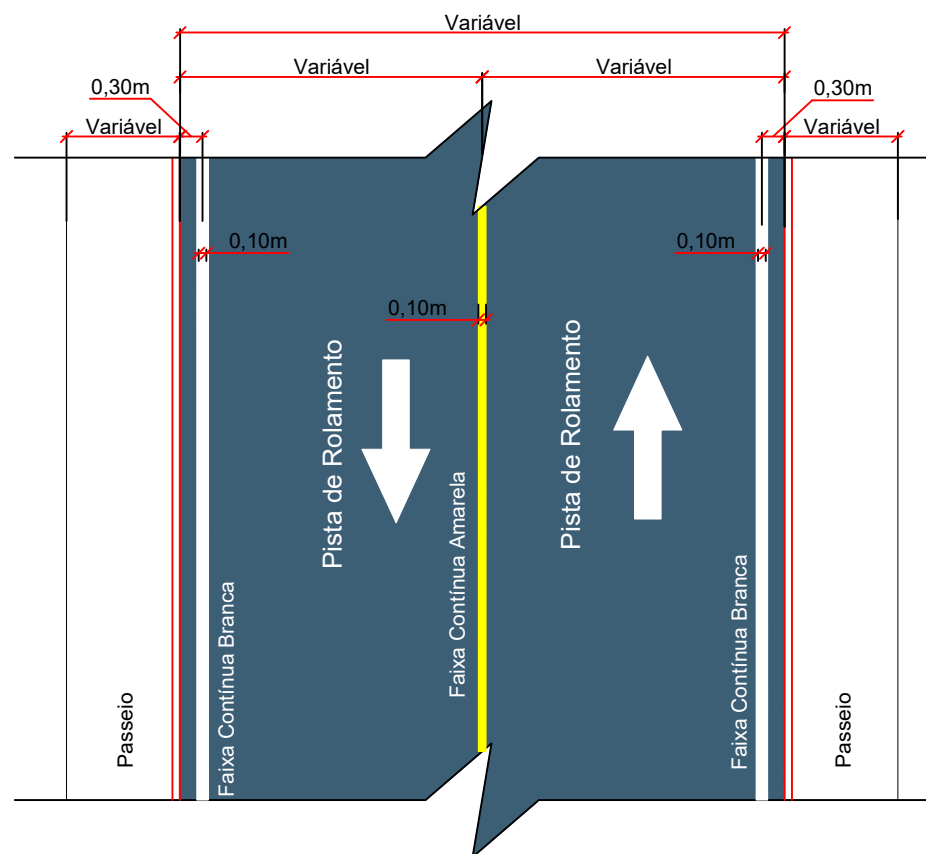 Variável
Variável
Variável
0,30m
0,30m
Variável
Variável
0,10m
0,10m
0,10m
Pista de Rolamento
Pista de Rolamento
Faixa Contínua Branca
Faixa Contínua Amarela
Faixa Contínua Branca
Passeio
Passeio